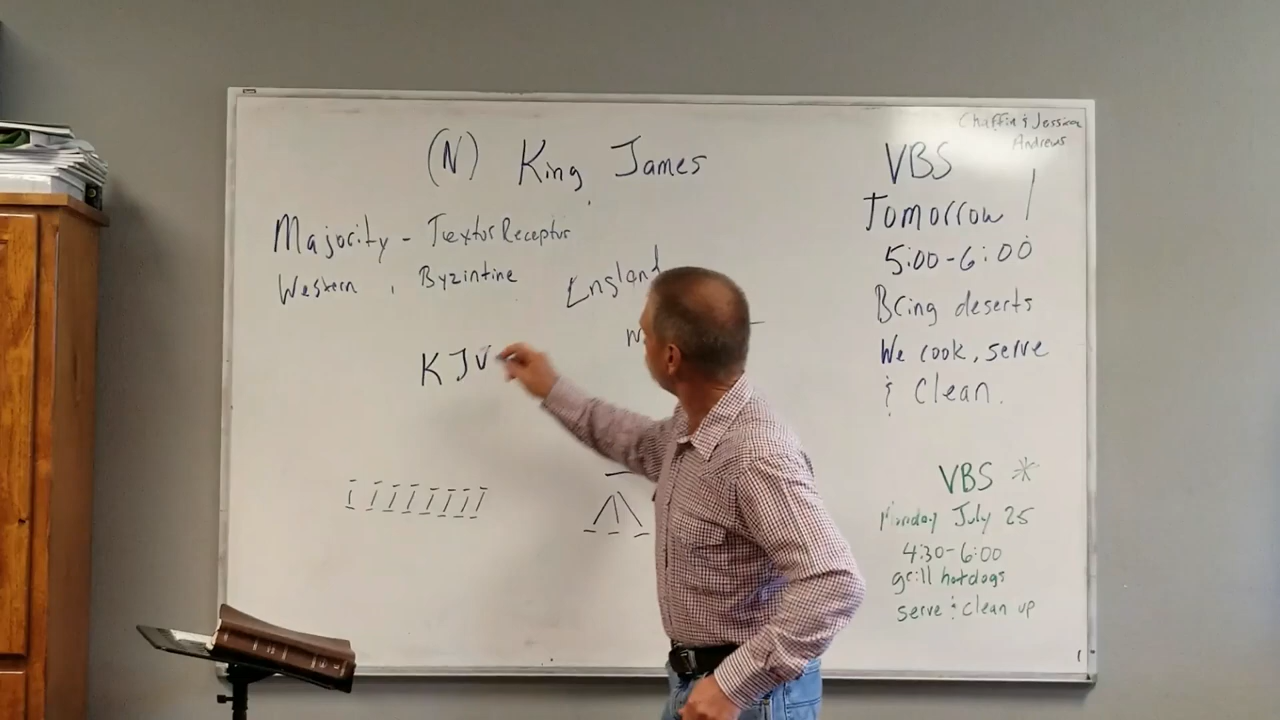 (N) King James
Majority - Textus Receptus
Western , Byzintine
England
KJV
Chaffin & Jessica
Andrews
VBS
Tomorrow!
5:00-6:00
Bring deserts
We cook, serve
& Clean.
VBS *
Monday July 25
4:30-6:00
grill hotdogs
serve & clean up